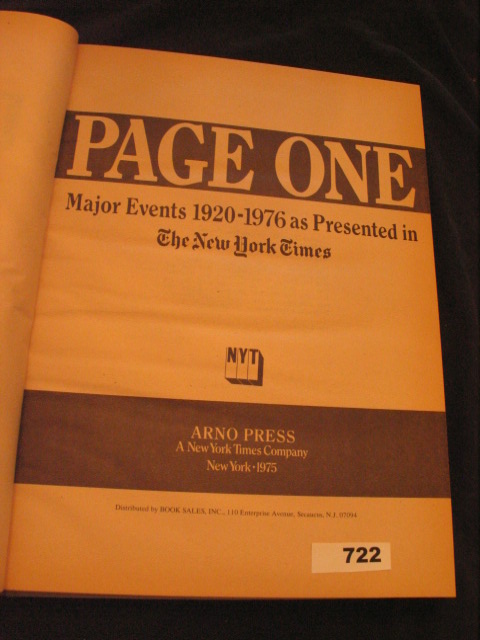 PAGE ONE
Major Events 1920-1976 as Presented in
The New York Times
NYT
ARNO PRESS
A New York Times Company
New York • 1975
Distributed by BOOK SALES, INC., 110 Enterprise Avenue, Secaucus, N.J. 07094
722